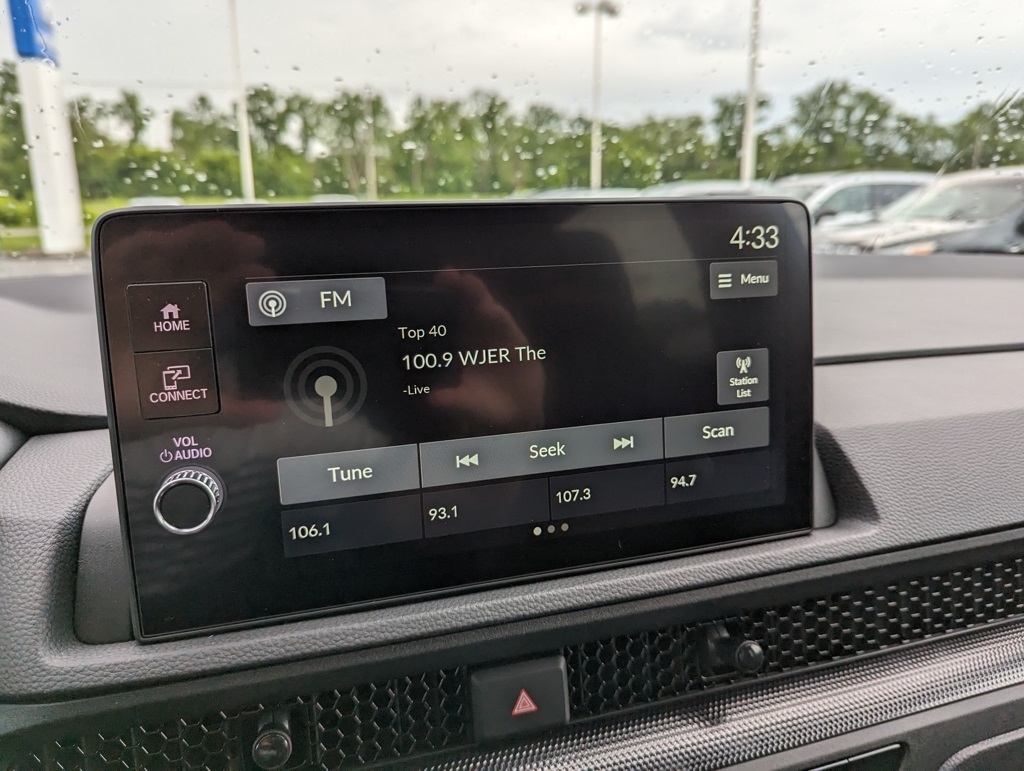 4:33
Menu
FM
HOME
Top 40
100.9 WJER The
-Live
CONNECT
Station
List
VOL
AUDIO
Tune
Seek
Scan
106.1
93.1
107.3
94.7